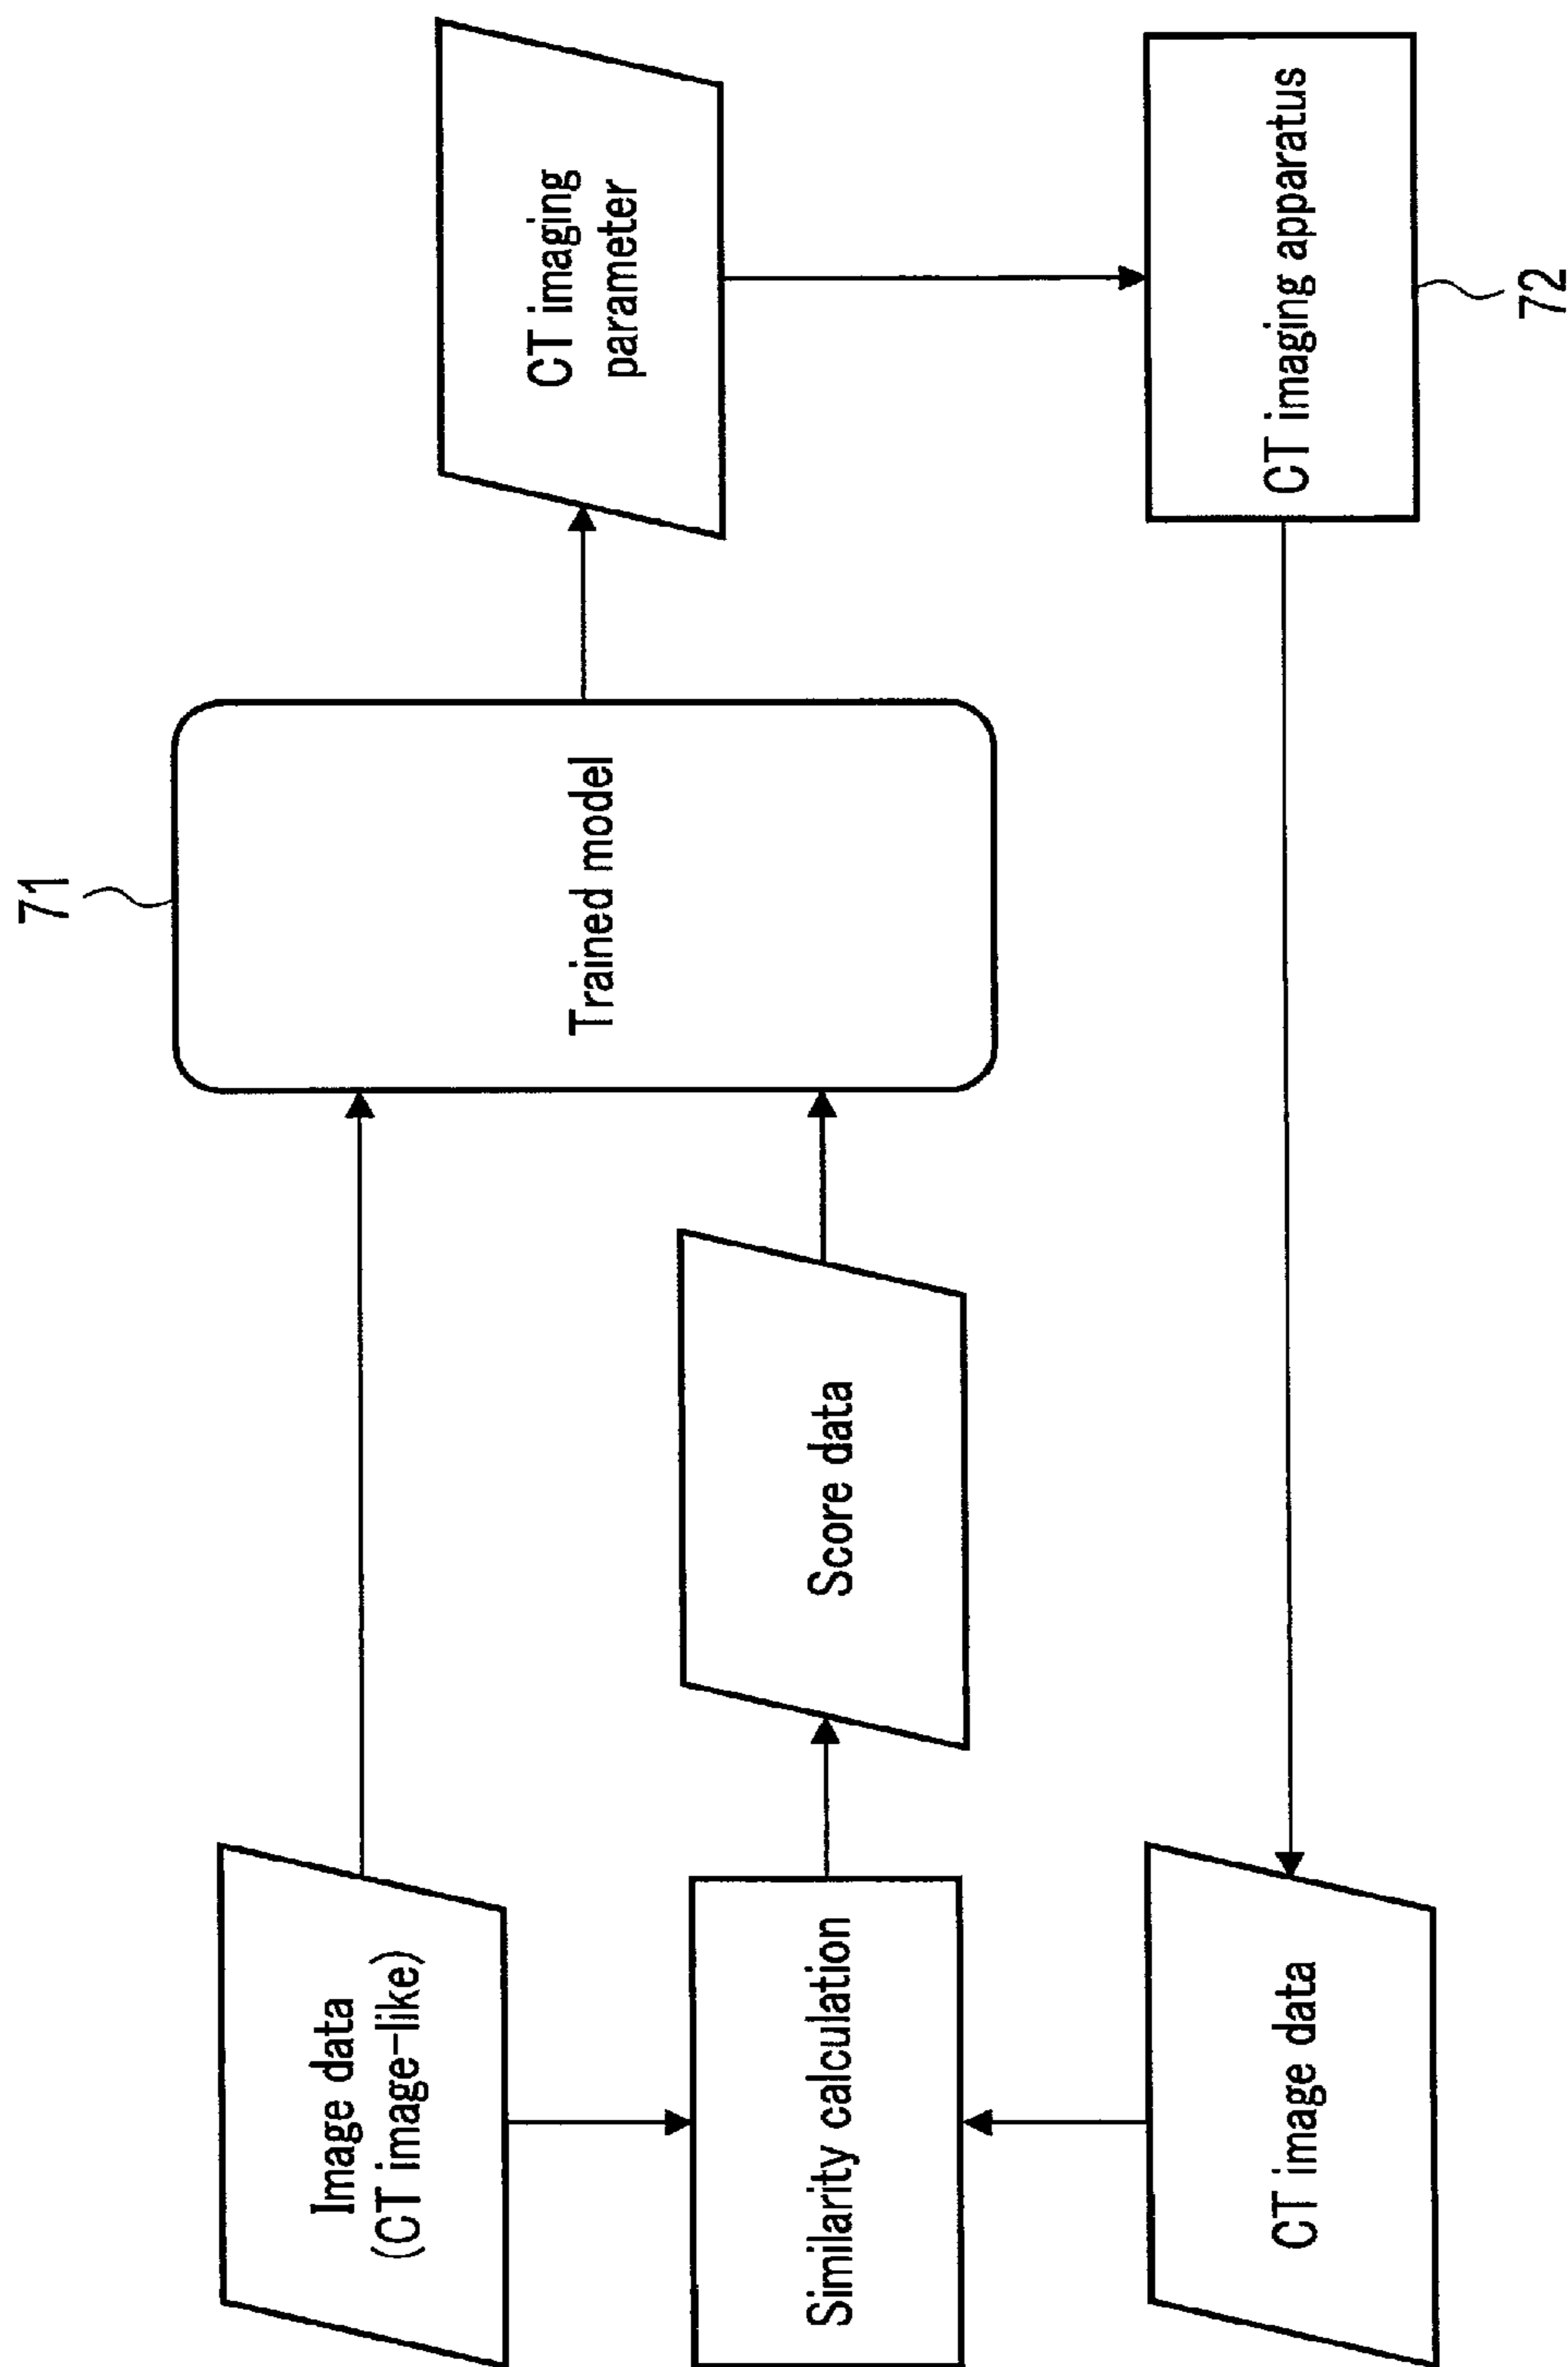 71
Image data
(CT image-like)
Trained model
CT imaging
parameter
Similarity calculation
Score data
CT image data
CT imaging apparatus
72